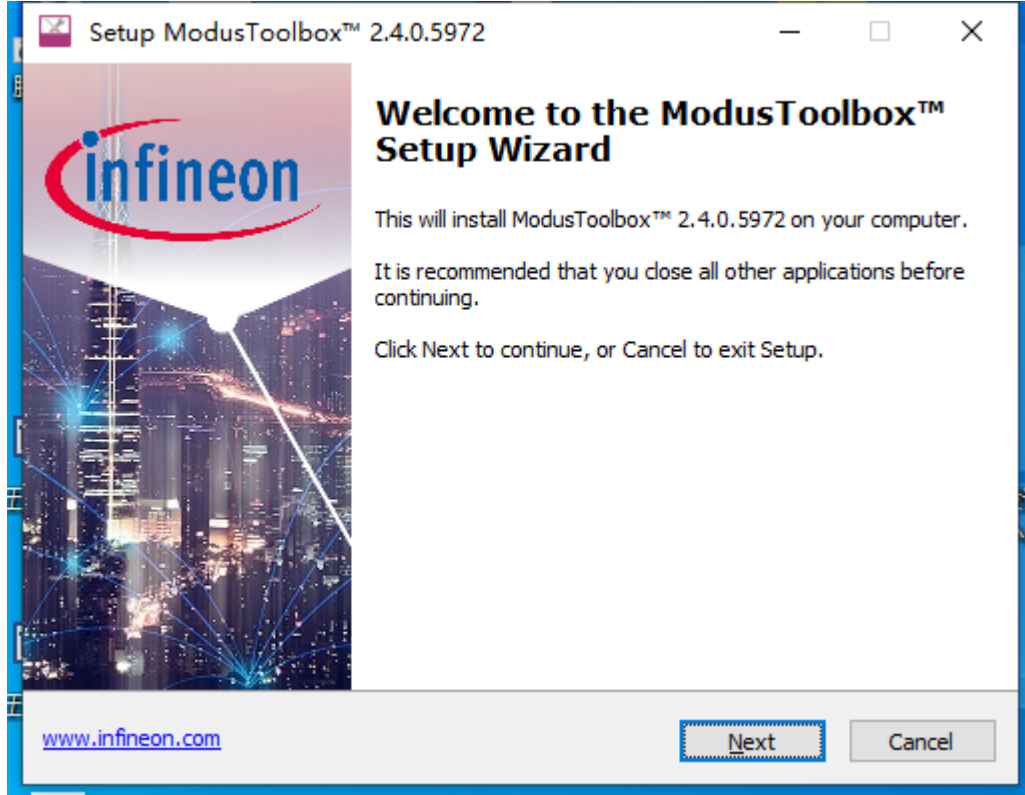 Setup ModusToolbox™ 2.4.0.5972
infineon
Welcome to the ModusToolbox™
Setup Wizard
This will install ModusToolbox™ 2.4.0.5972 on your computer.
It is recommended that you close all other applications before
continuing.
Click Next to continue, or Cancel to exit Setup.
www.infineon.com
Next
Cancel